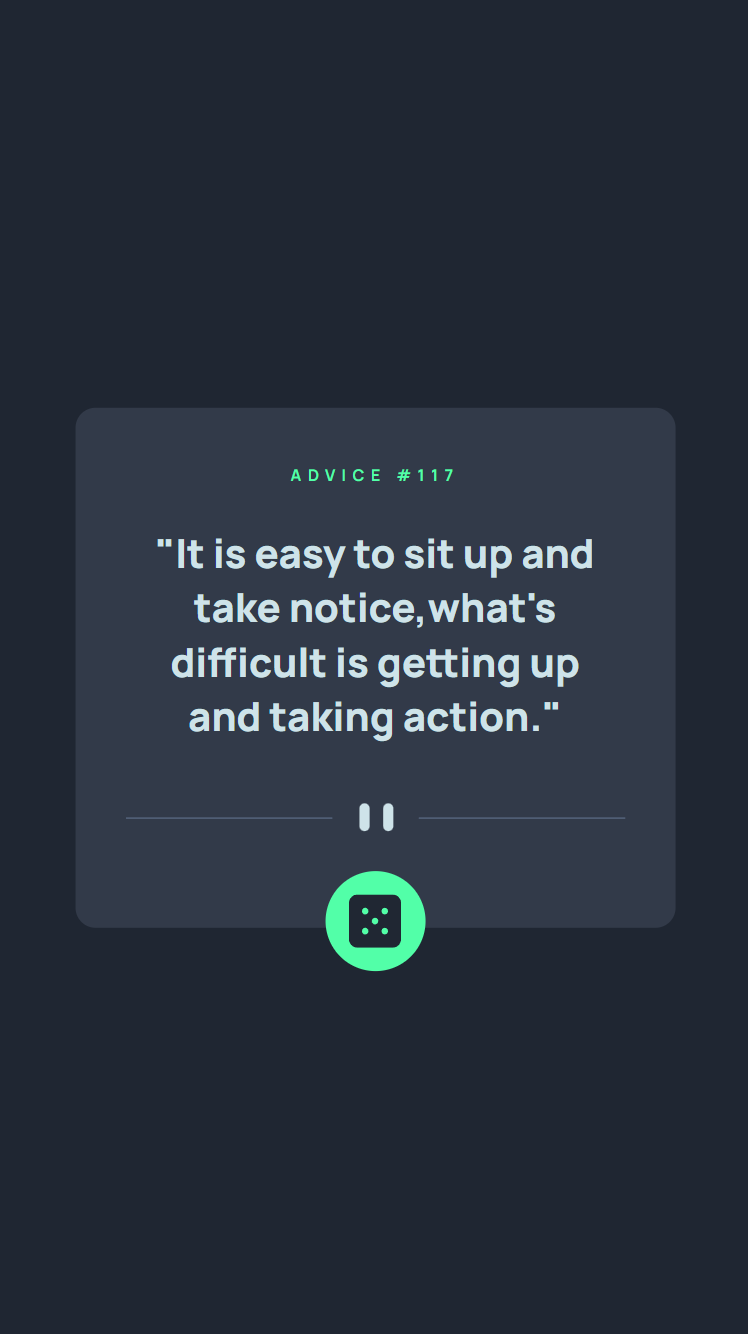 ADVICE #117
"It is easy to sit up and
take notice,what's
difficult is getting up
and taking action."